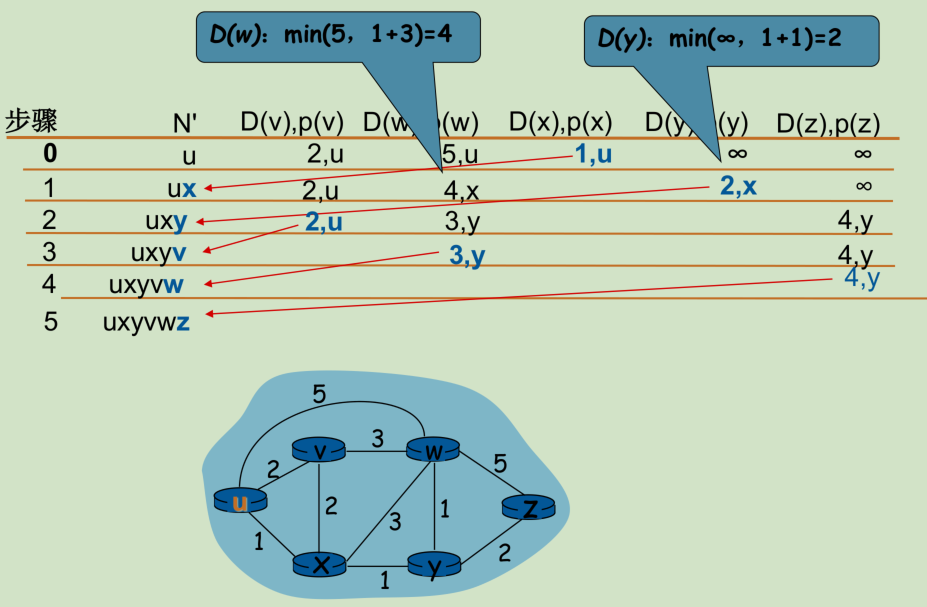 D(w): min(5, 1+3)=4
D(y): min(∞, 1+1)=2
步骤 N' D(v),p(v) D(w p(w) D(x),p(x) D(y (y) D(z),p(z)
0 u 2,u 5,u 1,u ∞ ∞
1 ux 2,u 4,x 2,x ∞
2 uxy 2,u 3,y 4,y
3 uxyv 3,y 4,y
4 uxyvw 4,y
5 uxyvwz
5
v 3 w
2 5
u 2 3 1 z
1 2
x 1 y